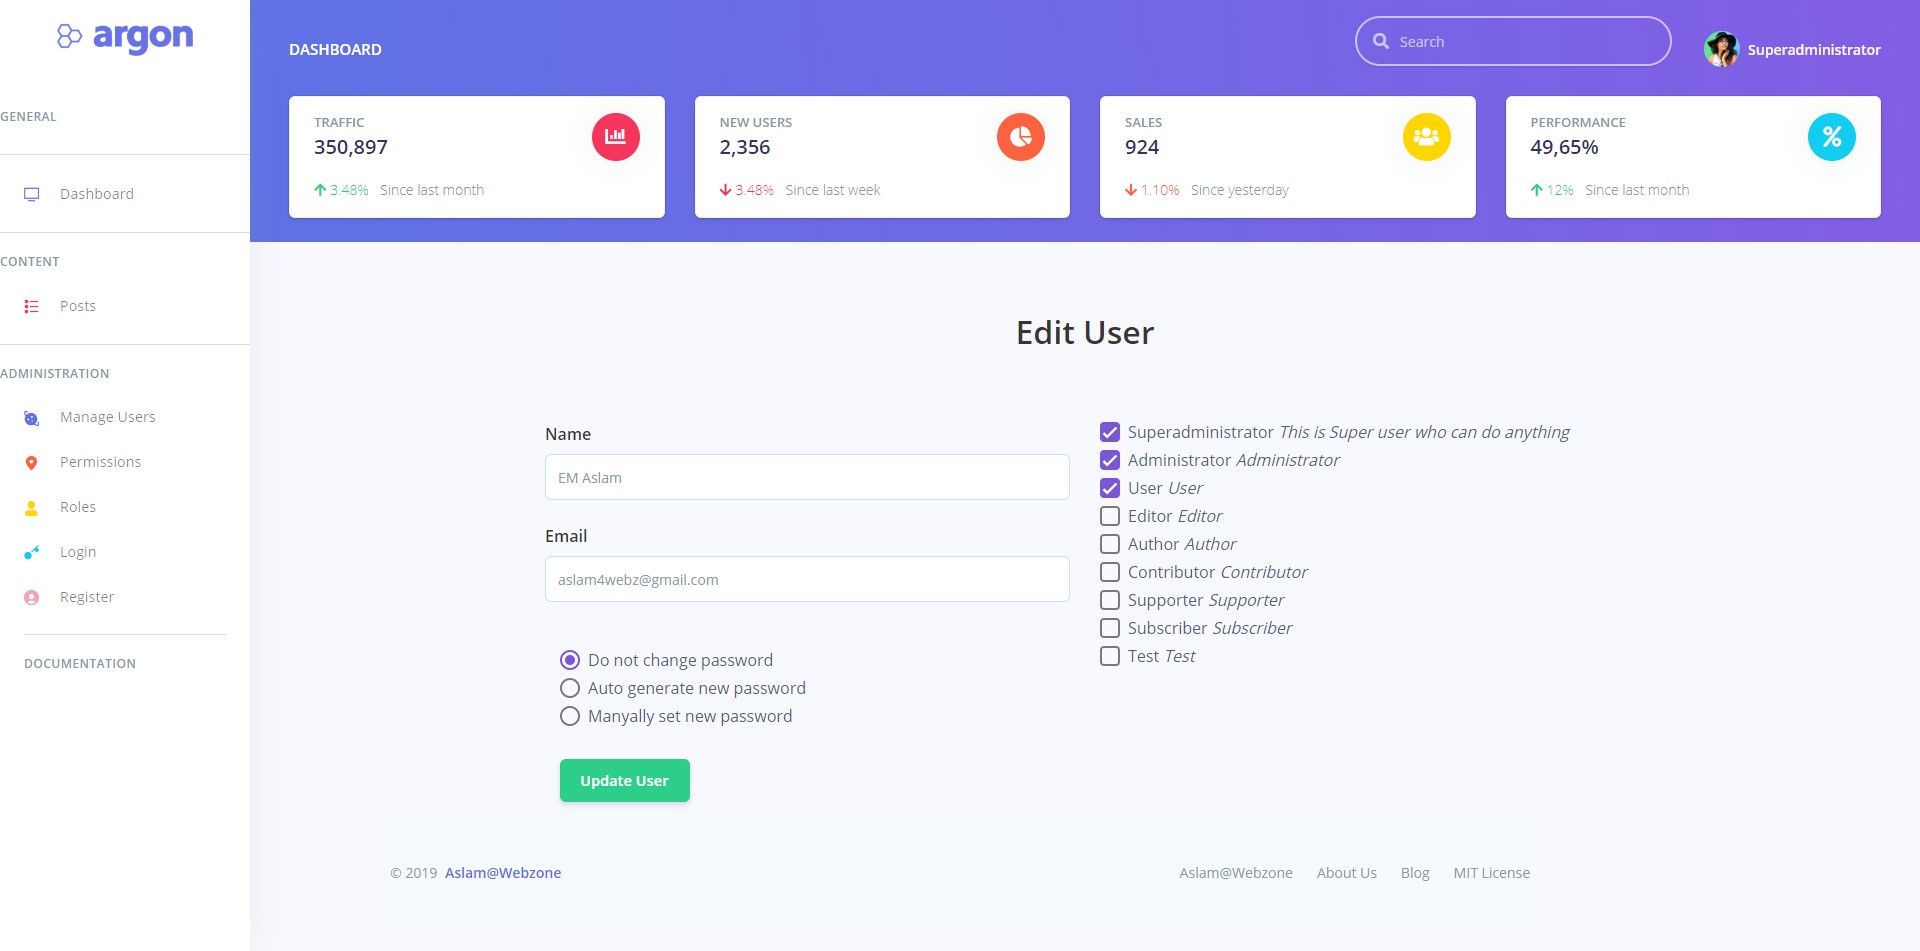 argon
GENERAL
Dashboard
CONTENT
Posts
ADMINISTRATION
Manage Users
Permissions
Roles
Login
Register
DOCUMENTATION
DASHBOARD
Search
Superadministrator
TRAFFIC
350,897
3.48% Since last month
NEW USERS
2,356
3.48% Since last week
SALES
924
1.10% Since yesterday
PERFORMANCE
49,65%
12% Since last month
Edit User
Name
EM Aslam
Email
aslam4webz@gmail.com
Do not change password
Auto generate new password
Manyally set new password
Update User
Superadministrator This is Super user who can do anything
Administrator Administrator
User User
Editor Editor
Author Author
Contributor Contributor
Supporter Supporter
Subscriber Subscriber
Test Test
© 2019 Aslam@Webzone
Aslam@Webzone About Us Blog MIT License